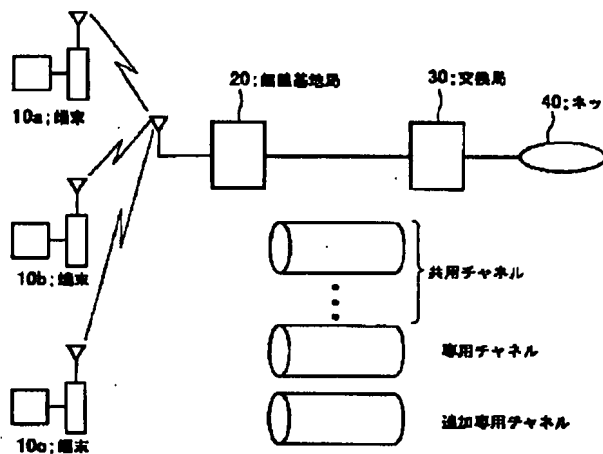 10a;端末
20;無線基地局
30;交換局
40;ネッ
10b;端末
共用チャネル
専用チャネル
10c;端末
追加専用チャネル